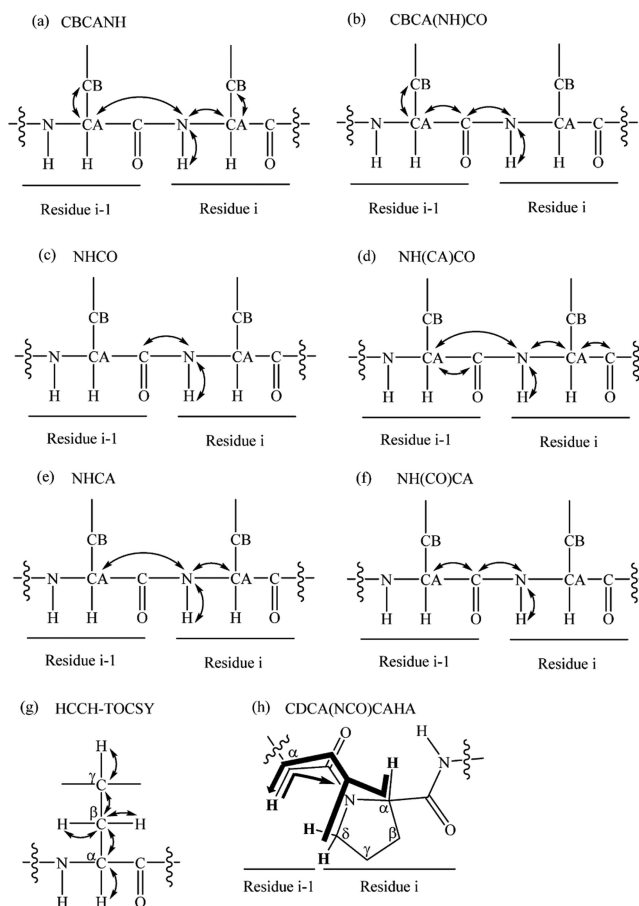 (a) CBCANH
(b) CBCA(NH)CO
CB CB
N CA C N CA C
H H O H H O
Residue i-1 Residue i
CB CB
N CA C N CA C
H H O H H O
Residue i-1 Residue i
(c) NHCO
(d) NH(CA)CO
CB CB
N CA C N CA C
H H O H H O
Residue i-1 Residue i
CB CB
N CA C N CA C
H H O H H O
Residue i-1 Residue i
(e) NHCA
(f) NH(CO)CA
CB CB
N CA C N CA C
H H O H H O
Residue i-1 Residue i
CB CB
N CA C N CA C
H H O H H O
Residue i-1 Residue i
(g) HCCH-TOCSY
H
γ C
β
H C H
α
N C C
H H O
(h) CDCA(NCO)CAHA
O H
α H N
H N α
H δ β O
H γ
Residue i-1 Residue i